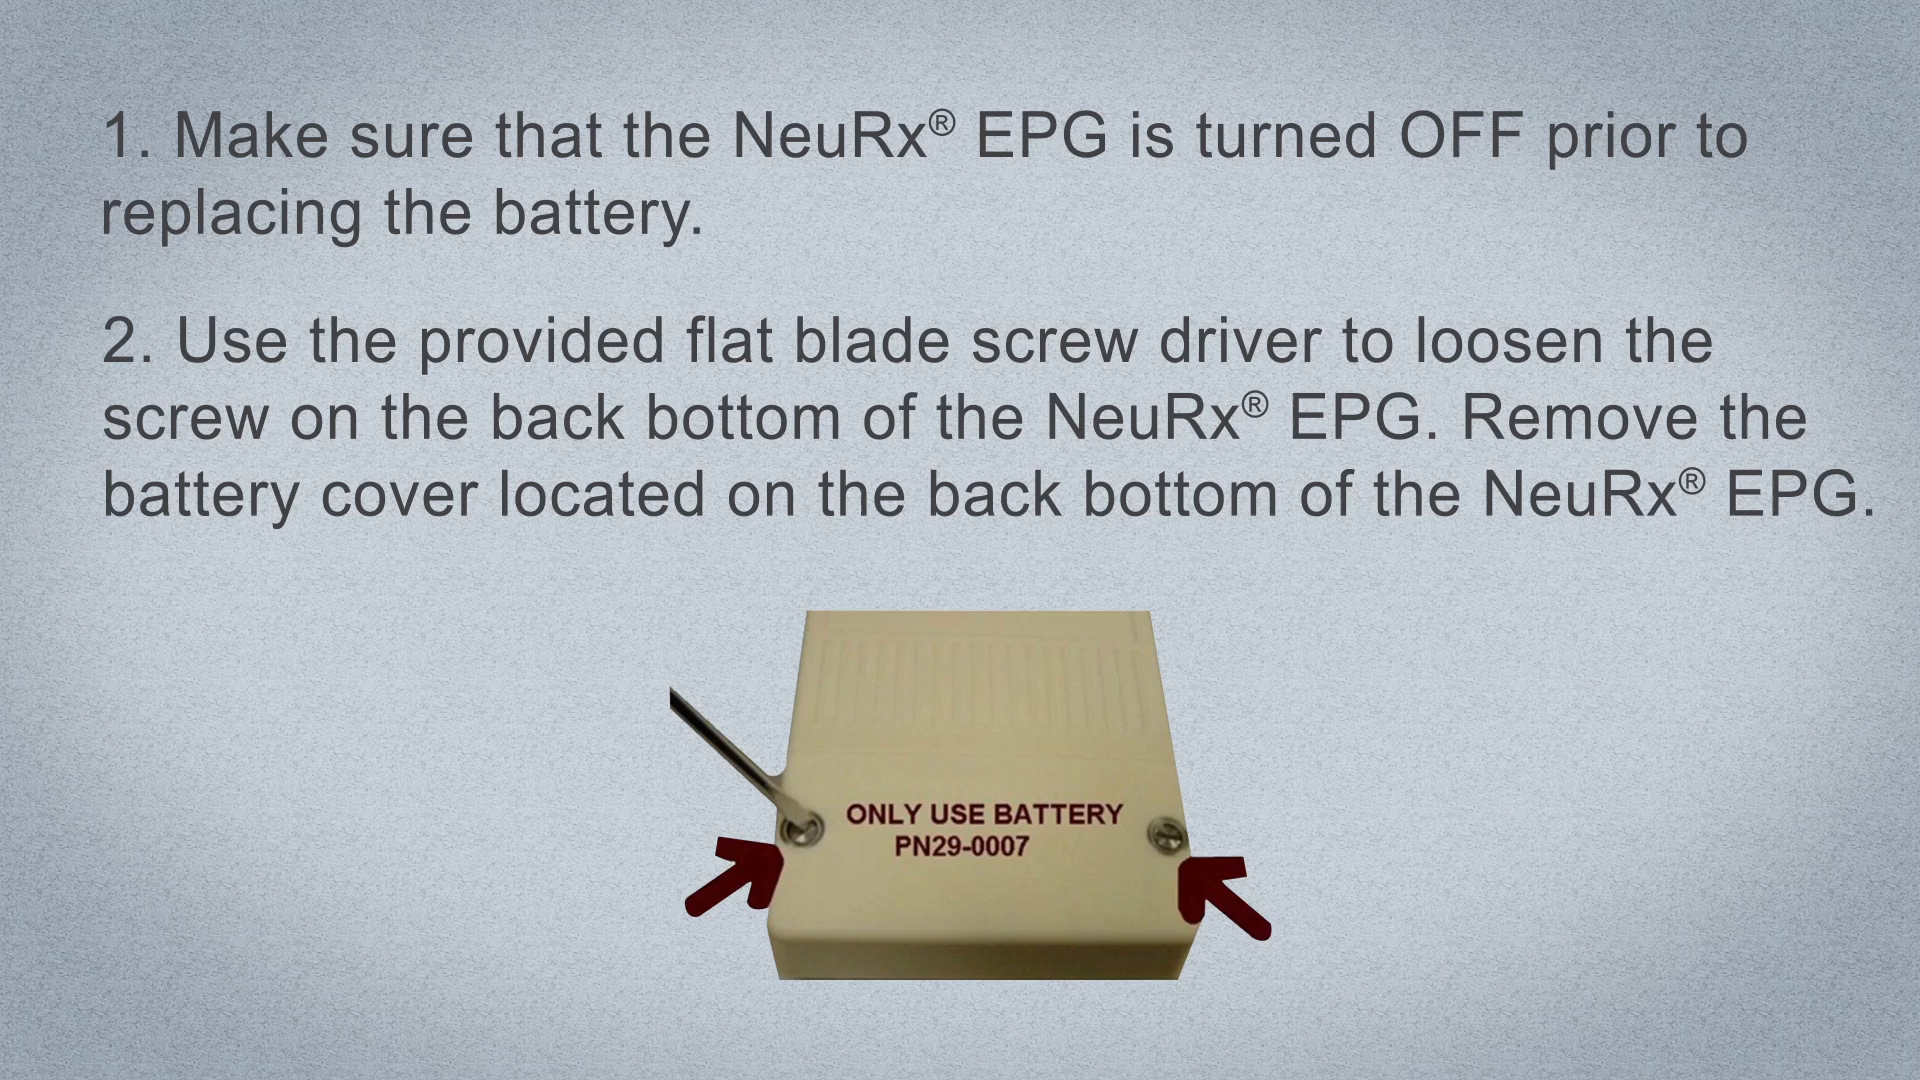 1. Make sure that the NeuRx® EPG is turned OFF prior to
replacing the battery.
2. Use the provided flat blade screw driver to loosen the
screw on the back bottom of the NeuRx® EPG. Remove the
battery cover located on the back bottom of the NeuRx® EPG.
ONLY USE BATTERY
PN29-0007